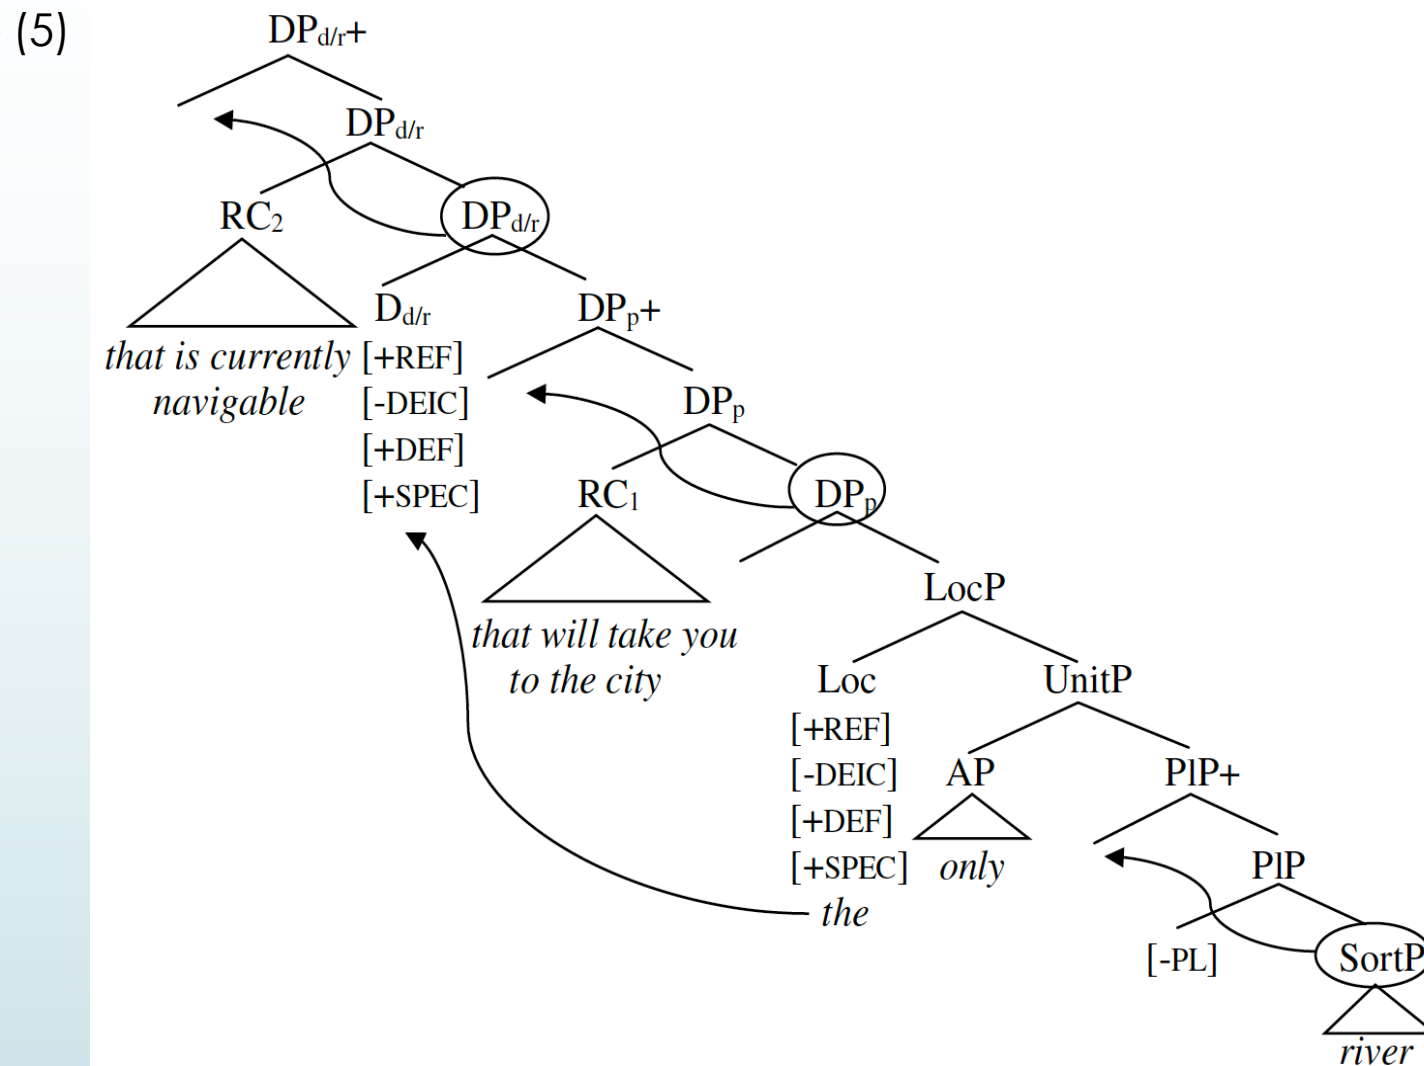 (5)
DPd/r+
DPd/r
RC2
DPd/r
that is currently
navigable
Dd/r
[+REF]
[-DEIC]
[+DEF]
[+SPEC]
DPp+
DPp
RC1
DPp
that will take you
to the city
LocP
Loc
[+REF]
[-DEIC]
[+DEF]
[+SPEC]
the
UnitP
AP
only
PlP+
PlP
[-PL]
SortP
river